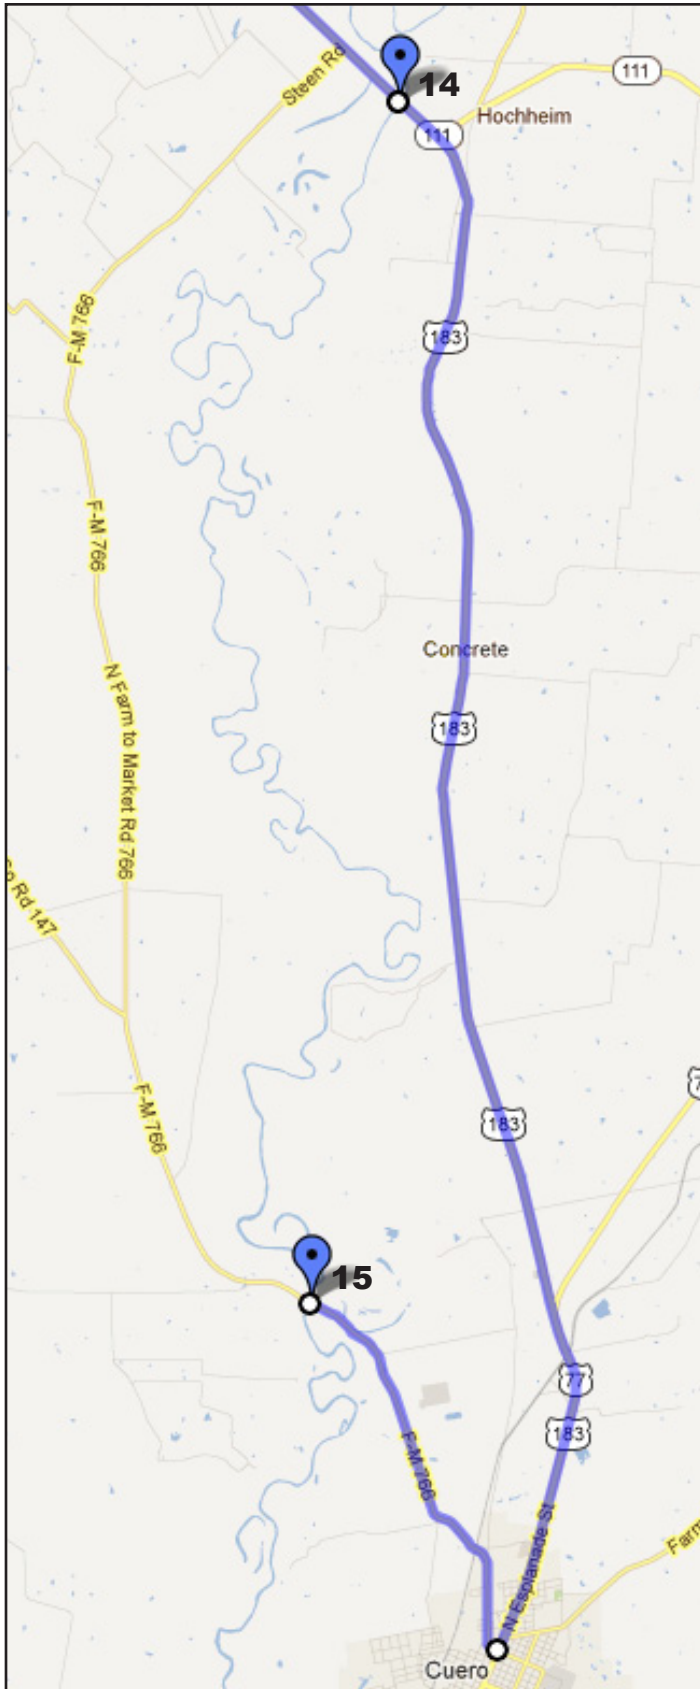 Steen Rd
14
111
111
Hochheim
F-M 766
183
F-M 766
Concrete
N Farm to Market Rd 766
183
Rd 147
F-M 766
183
15
77
183
F-M 766
N Esplanade St
Farm
Cuero